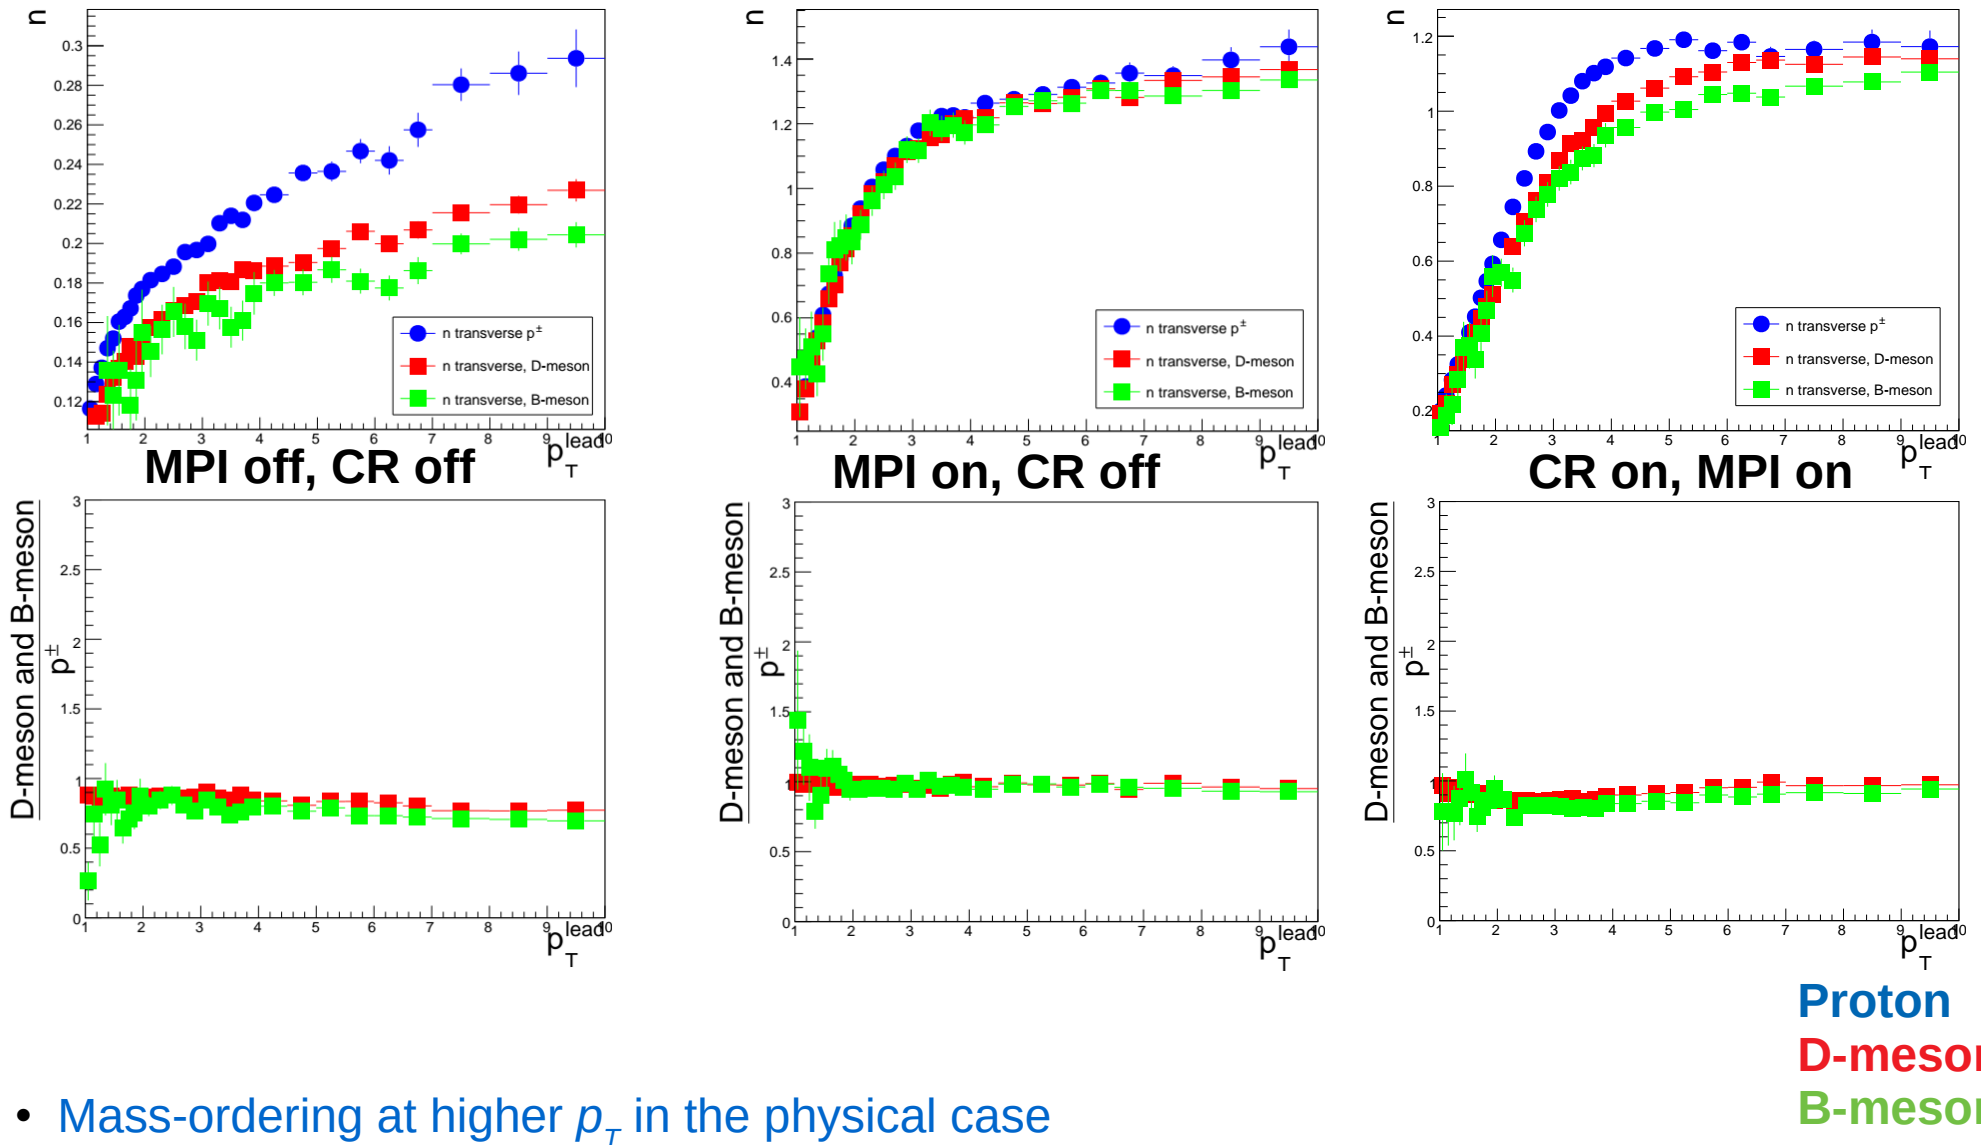 n
0.3
0.28
0.26
0.24
0.22
0.2
0.18
0.16
0.14
0.12
n transverse p±
n transverse, D-meson
n transverse, B-meson
1 2 3 4 5 6 7 8 9 10
pT lead
MPI off, CR off
n
1.4
1.2
1
0.8
0.6
0.4
n transverse p±
n transverse, D-meson
n transverse, B-meson
1 2 3 4 5 6 7 8 9 10
pT lead
MPI on, CR off
n
1.2
1
0.8
0.6
0.4
0.2
n transverse p±
n transverse, D-meson
n transverse, B-meson
1 2 3 4 5 6 7 8 9 10
pT lead
CR on, MPI on
D-meson and B-meson
p±
3
2.5
2
1.5
1
0.5
0
1 2 3 4 5 6 7 8 9 10
pT lead
D-meson and B-meson
p±
3
2.5
2
1.5
1
0.5
0
1 2 3 4 5 6 7 8 9 10
pT lead
D-meson and B-meson
p±
3
2.5
2
1.5
1
0.5
0
1 2 3 4 5 6 7 8 9 10
pT lead
Proton
D-meson
B-meson
• Mass-ordering at higher pT in the physical case